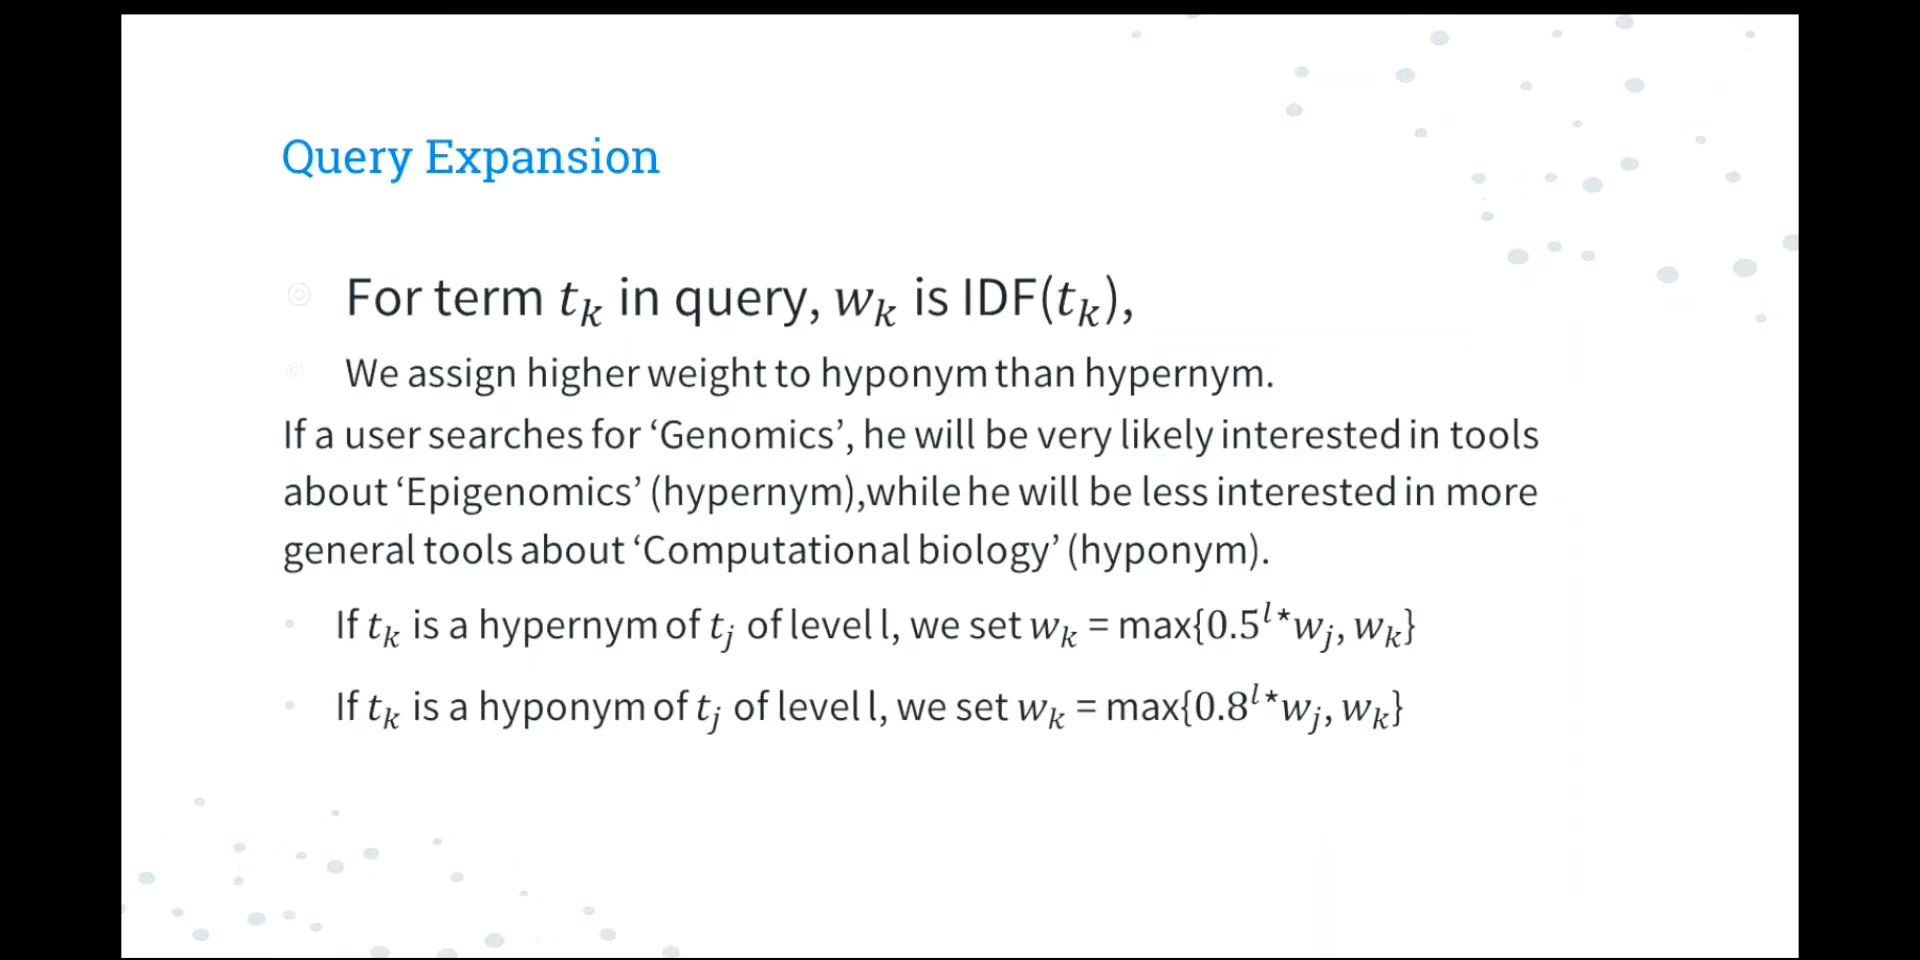 Query Expansion
For term tₖ in query, wₖ is IDF(tₖ),
We assign higher weight to hyponym than hypernym.
If a user searches for ‘Genomics’, he will be very likely interested in tools
about ‘Epigenomics’ (hypernym),while he will be less interested in more
general tools about ‘Computational biology’ (hyponym).
If tₖ is a hypernym of tⱼ of level l, we set wₖ = max{0.5ˡ*wⱼ, wₖ}
If tₖ is a hyponym of tⱼ of level l, we set wₖ = max{0.8ˡ*wⱼ, wₖ}